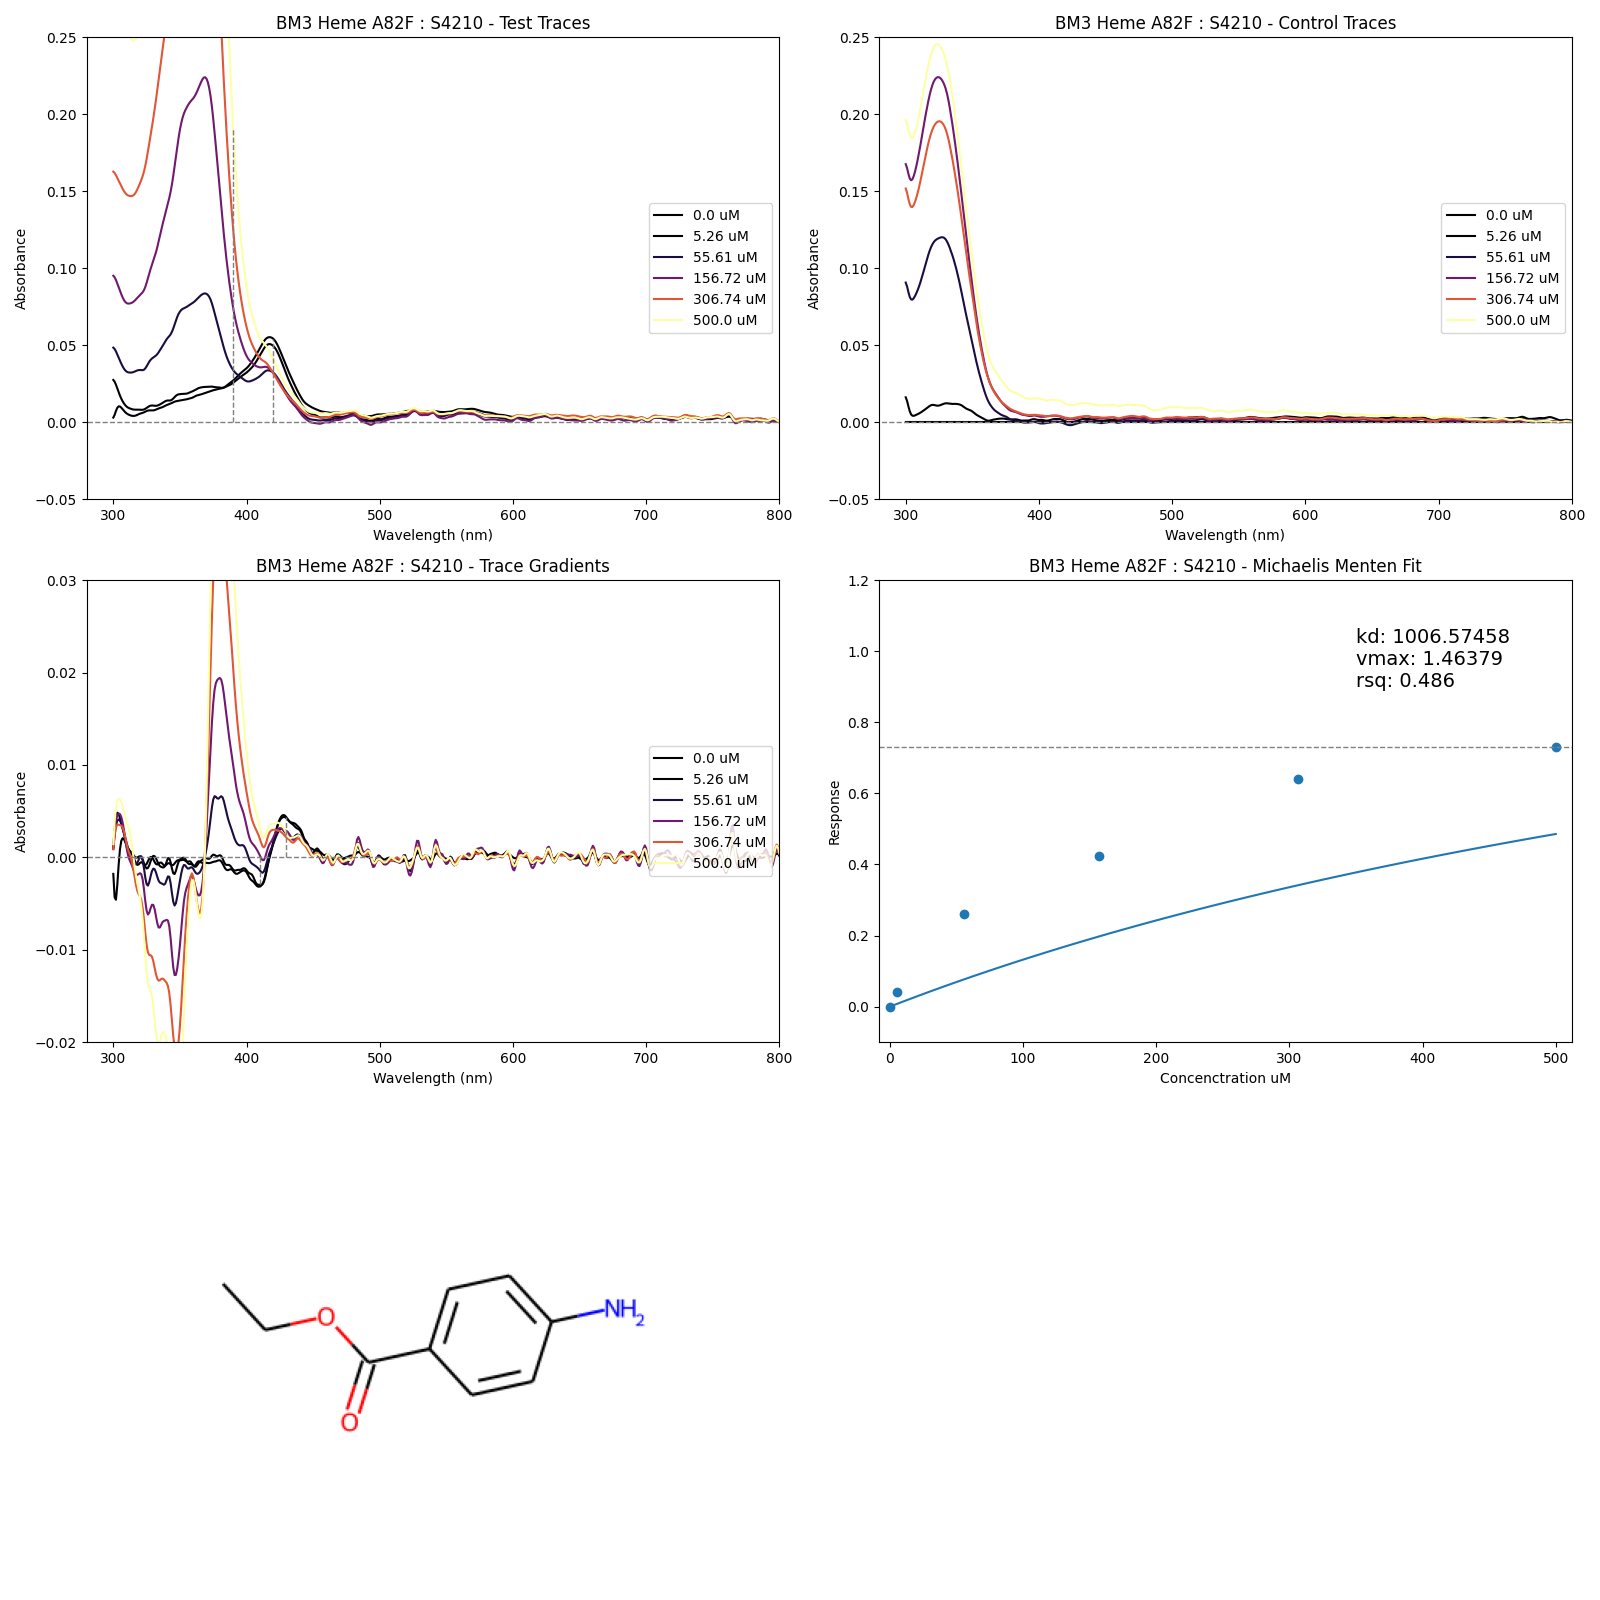 BM3 Heme A82F : S4210 - Test Traces
0.25
0.20
0.15
0.10
0.05
0.00
−0.05
Absorbance
300
400
500
600
700
800
Wavelength (nm)
0.0 uM
5.26 uM
55.61 uM
156.72 uM
306.74 uM
500.0 uM
BM3 Heme A82F : S4210 - Control Traces
0.25
0.20
0.15
0.10
0.05
0.00
−0.05
Absorbance
300
400
500
600
700
800
Wavelength (nm)
0.0 uM
5.26 uM
55.61 uM
156.72 uM
306.74 uM
500.0 uM
BM3 Heme A82F : S4210 - Trace Gradients
0.03
0.02
0.01
0.00
−0.01
−0.02
Absorbance
300
400
500
600
700
800
Wavelength (nm)
0.0 uM
5.26 uM
55.61 uM
156.72 uM
306.74 uM
500.0 uM
BM3 Heme A82F : S4210 - Michaelis Menten Fit
1.2
1.0
0.8
0.6
0.4
0.2
0.0
Response
0
100
200
300
400
500
Concenctration uM
kd: 1006.57458
vmax: 1.46379
rsq: 0.486
O
O
NH2